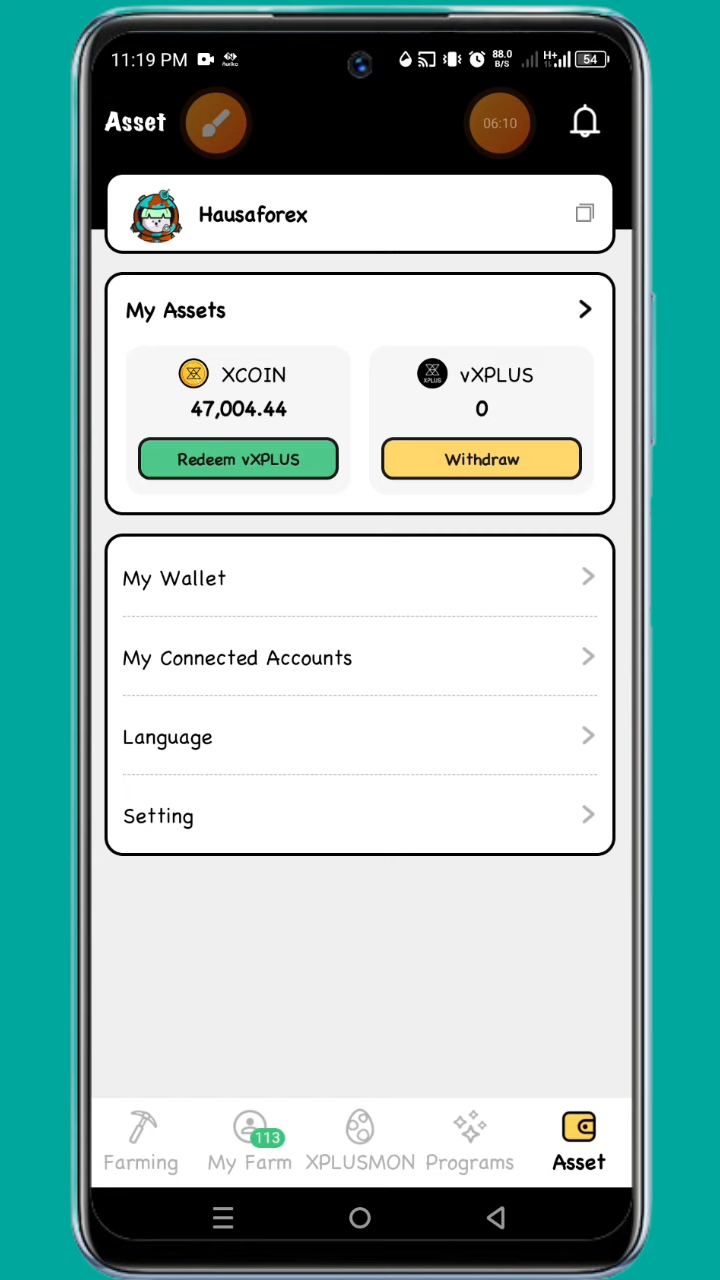 11:19 PM 88.0 B/S H+ 54
Asset 06:10
Hausaforex
My Assets
XCOIN vXPLUS
XPLUS
47,004.44 0
Redeem vXPLUS Withdraw
My Wallet
My Connected Accounts
Language
Setting
113
Farming My Farm XPLUSMON Programs Asset